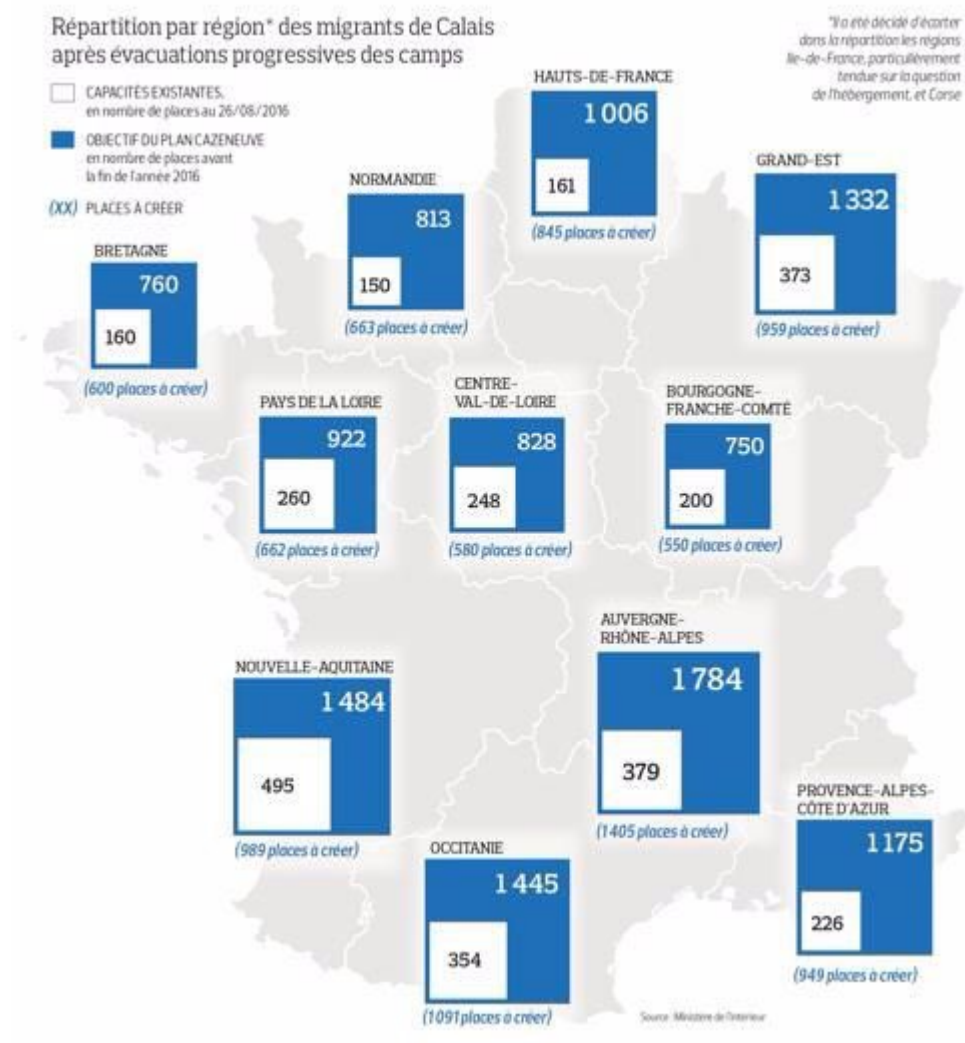 Répartition par région* des migrants de Calais
après évacuations progressives des camps
CAPACITÉS EXISTANTES,
en nombre de places au 26/08/2016
OBJECTIF DU PLAN CAZENEUVE
en nombre de places avant
la fin de l'année 2016
(XX) PLACES À CRÉER
*Il a été décidé d'écarter
dans la répartition les régions
Ile-de-France, particulièrement
tendue sur la question
de l'hébergement, et Corse
HAUTS-DE-FRANCE
1 006
161
(845 places à créer)
GRAND-EST
1 332
373
(959 places à créer)
NORMANDIE
813
150
(663 places à créer)
BRETAGNE
760
160
(600 places à créer)
PAYS DE LA LOIRE
922
260
(662 places à créer)
CENTRE-
VAL-DE-LOIRE
828
248
(580 places à créer)
BOURGOGNE-
FRANCHE-COMTÉ
750
200
(550 places à créer)
AUVERGNE-
RHÔNE-ALPES
1 784
379
(1405 places à créer)
NOUVELLE-AQUITAINE
1 484
495
(989 places à créer)
PROVENCE-ALPES-
CÔTE D'AZUR
1175
226
(949 places à créer)
OCCITANIE
1 445
354
(1091 places à créer)
Source : Ministère de l'Interieur